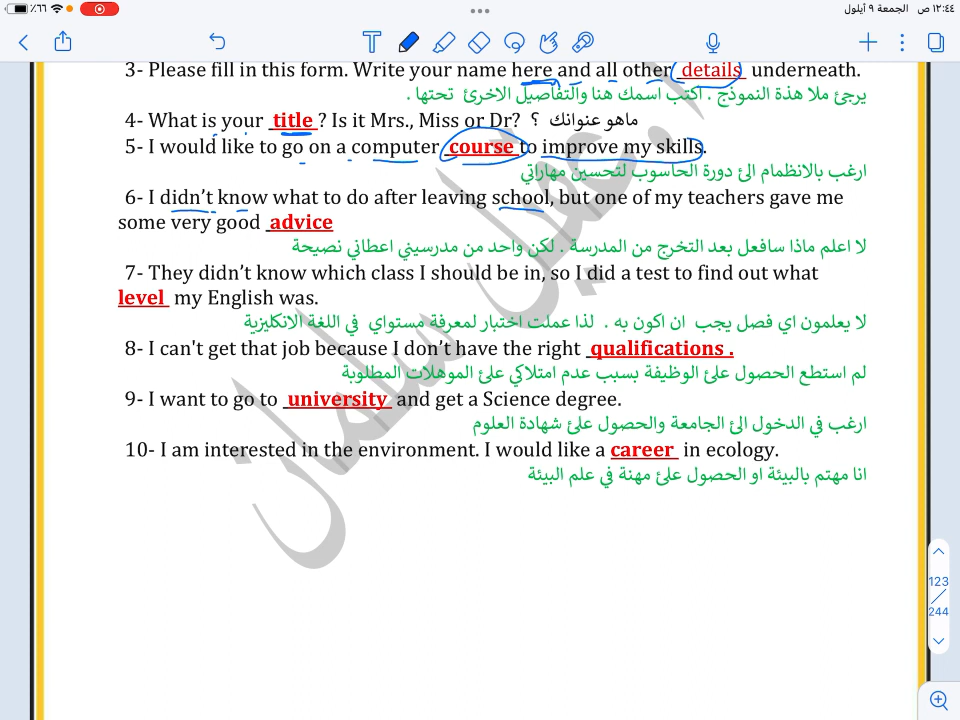 ١٢:٤٤ ص الجمعة ٩ أيلول
٪٦٦
3- Please fill in this form. Write your name here and all other details underneath.
يرجئ ملا هذة النموذج . اكتب اسمك هنا والتفاصيل الاخرئ تحتها .
4- What is your title ? Is it Mrs., Miss or Dr? ماهو عنوانك ؟
5- I would like to go on a computer course to improve my skills.
ارغب بالانظمام الئ دورة الحاسوب لتحسين مهاراتي
6- I didn't know what to do after leaving school, but one of my teachers gave me
some very good advice
لا اعلم ماذا سافعل بعد التخرج من المدرسة . لكن واحد من مدرسيني اعطاني نصيحة
7- They didn't know which class I should be in, so I did a test to find out what
level my English was.
لا يعلمون اي فصل يجب ان اكون به . لذا عملت اختبار لمعرفة مستواي في اللغة الانكليزية
8- I can't get that job because I don't have the right qualifications .
لم استطع الحصول علئ الوظيفة بسبب عدم امتلاكي علئ الموهلات المطلوبة
9- I want to go to university and get a Science degree.
ارغب في الدخول الئ الجامعة والحصول علئ شهادة العلوم
10- I am interested in the environment. I would like a career in ecology.
انا مهتم بالبيئة او الحصول علئ مهنة في علم البيئة
123
244